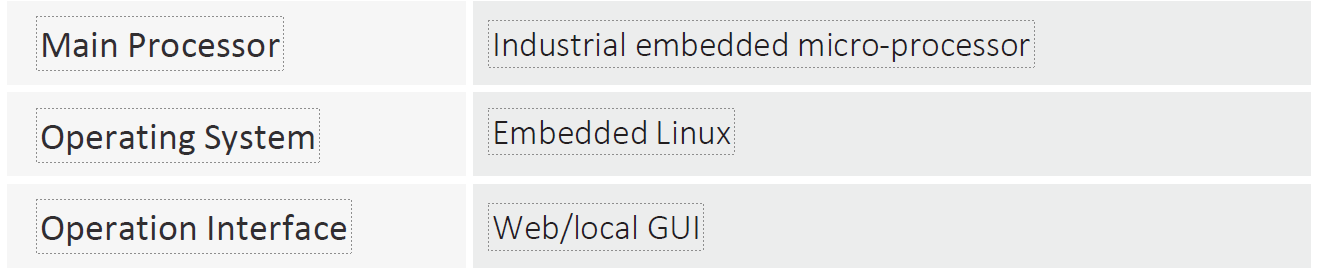 Main Processor Industrial embedded micro-processor
Operating System Embedded Linux
Operation Interface Web/local GUI